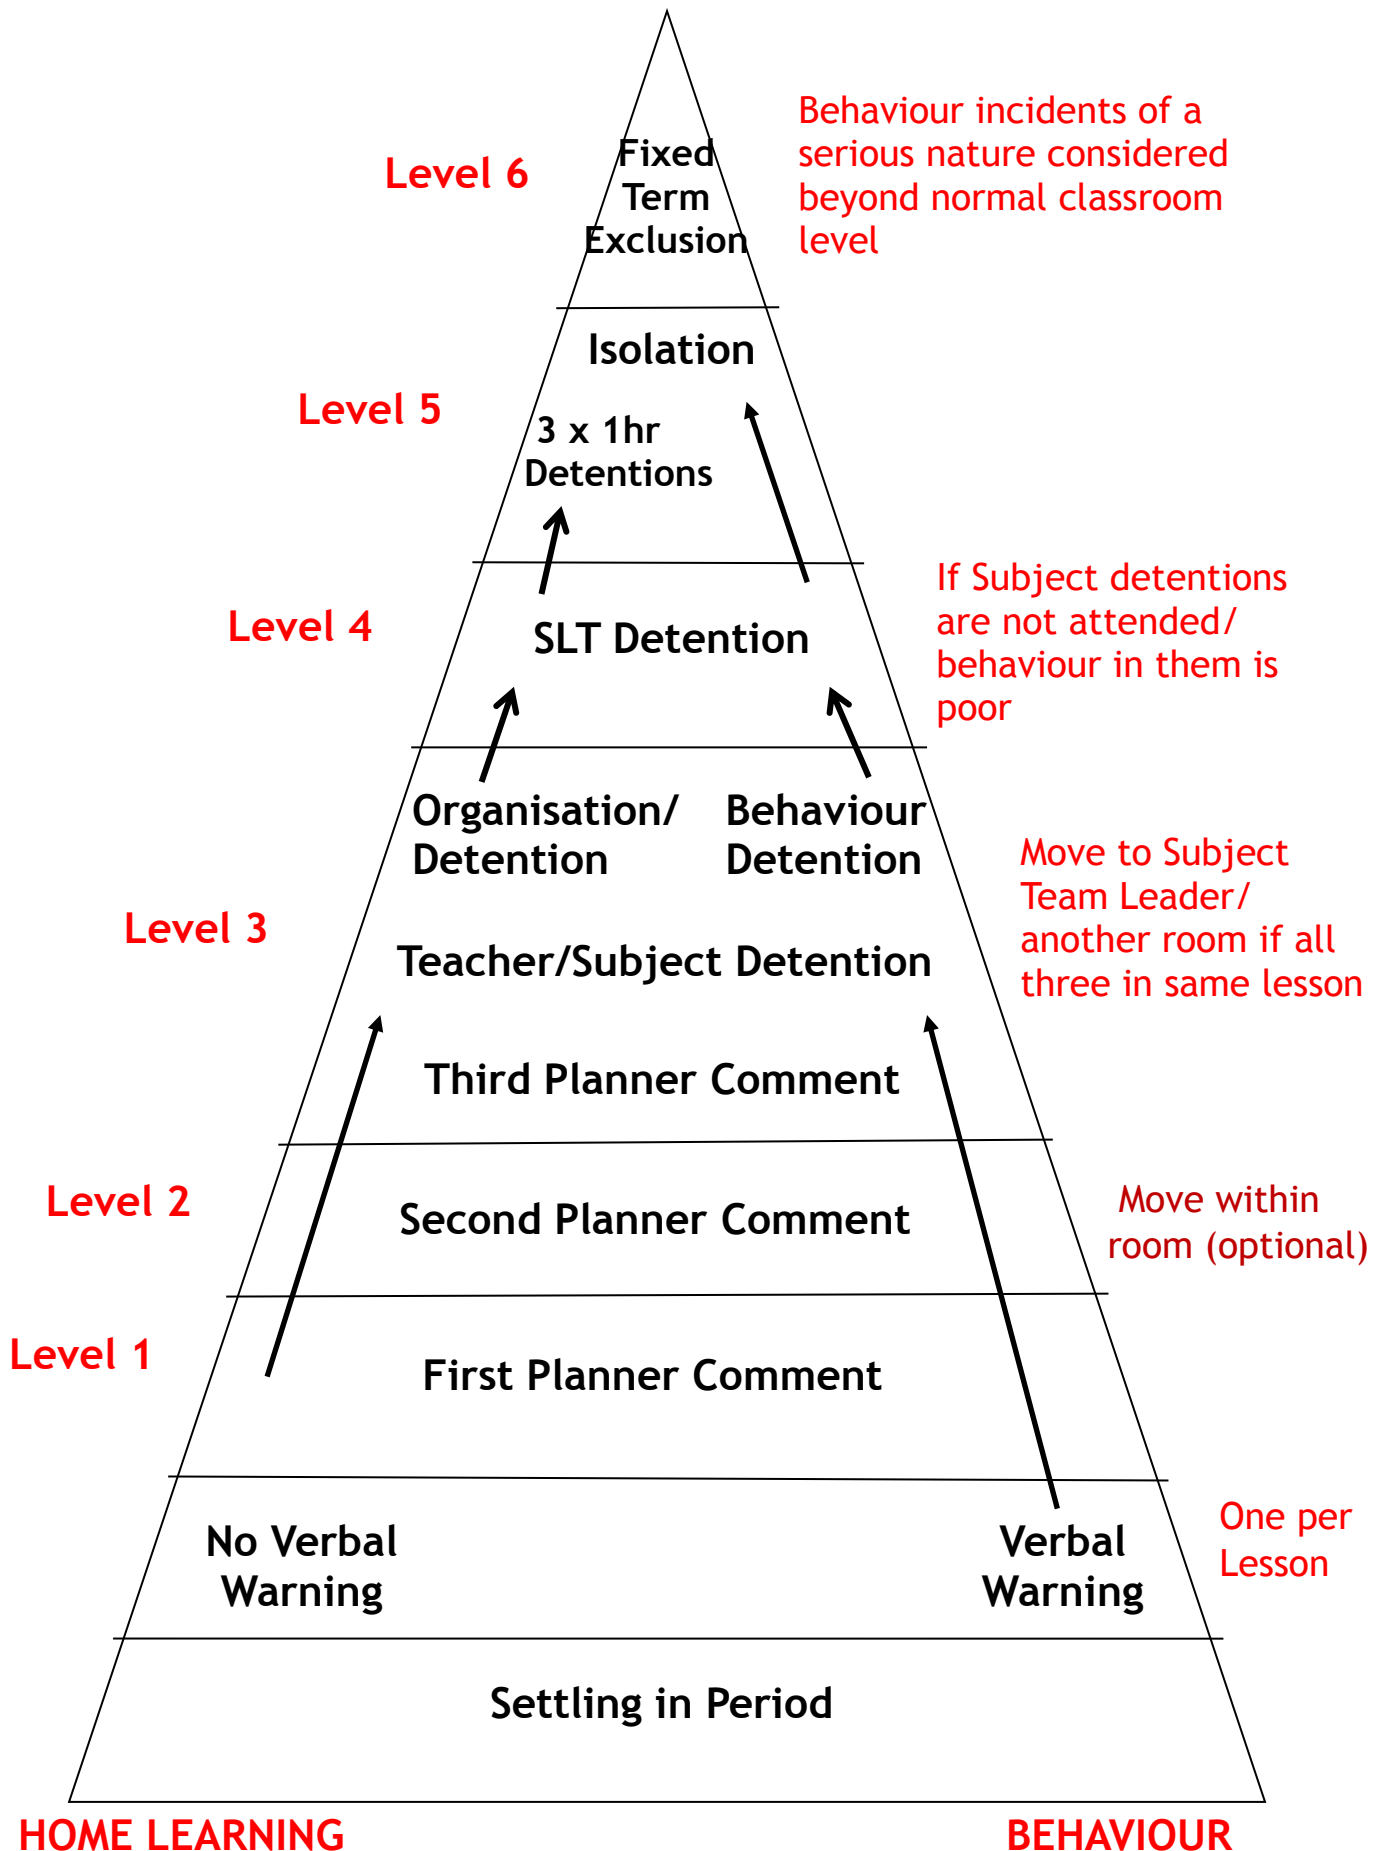 Behaviour incidents of a
serious nature considered
beyond normal classroom
level
Level 6
Fixed
Term
Exclusion
Isolation
Level 5
3 x 1hr
Detentions
If Subject detentions
are not attended/
behaviour in them is
poor
Level 4
SLT Detention
Organisation/
Detention
Behaviour
Detention
Move to Subject
Team Leader/
another room if all
three in same lesson
Level 3
Teacher/Subject Detention
Third Planner Comment
Level 2
Second Planner Comment
Move within
room (optional)
Level 1
First Planner Comment
No Verbal
Warning
Verbal
Warning
One per
Lesson
Settling in Period
HOME LEARNING
BEHAVIOUR